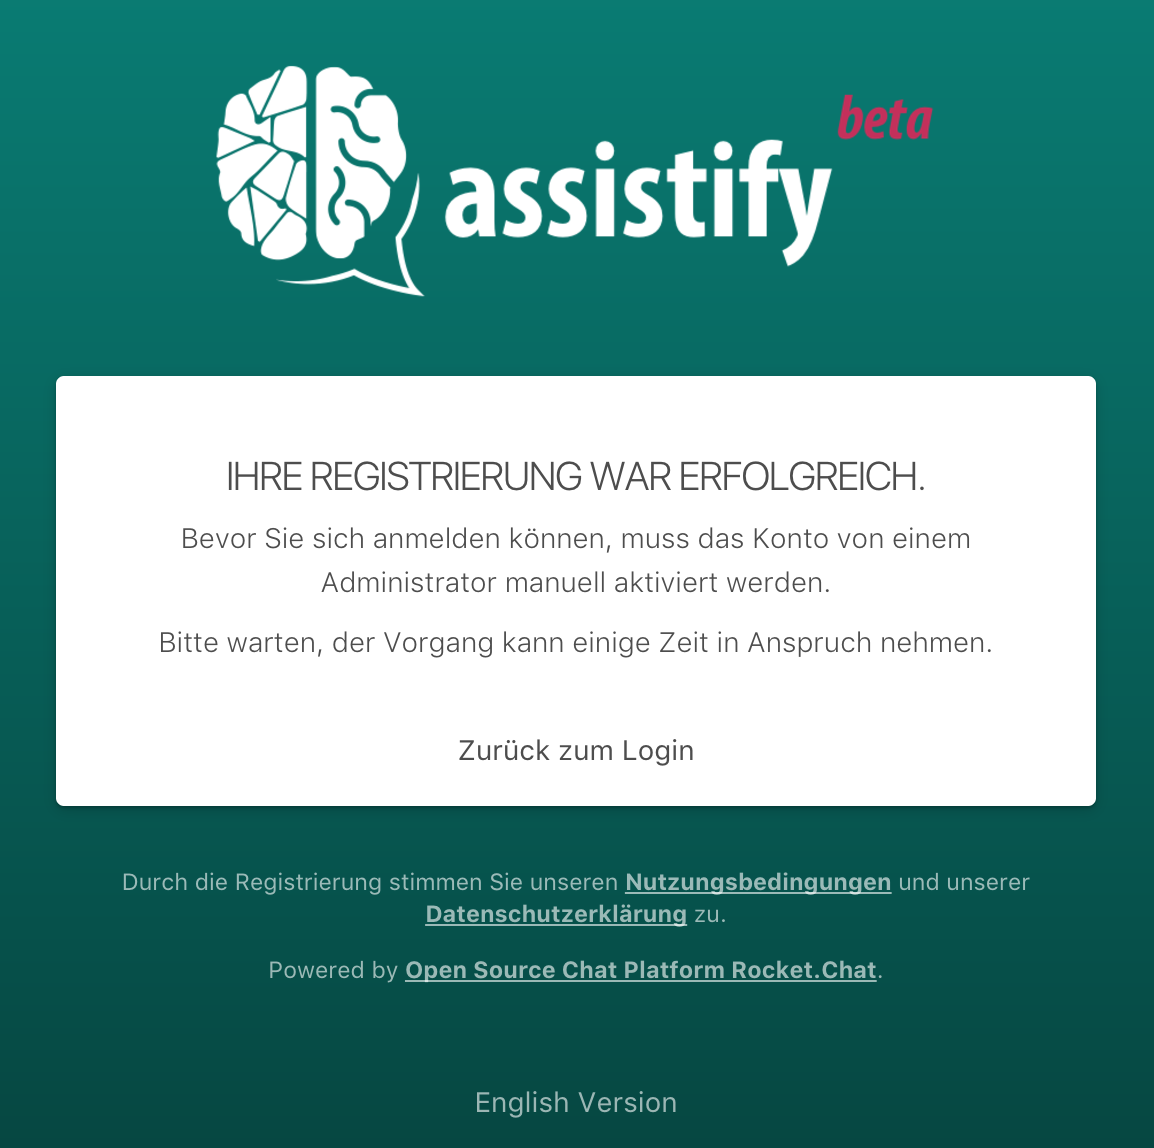 assistify beta
IHRE REGISTRIERUNG WAR ERFOLGREICH.
Bevor Sie sich anmelden können, muss das Konto von einem
Administrator manuell aktiviert werden.
Bitte warten, der Vorgang kann einige Zeit in Anspruch nehmen.
Zurück zum Login
Durch die Registrierung stimmen Sie unseren Nutzungsbedingungen und unserer
Datenschutzerklärung zu.
Powered by Open Source Chat Platform Rocket.Chat.
English Version